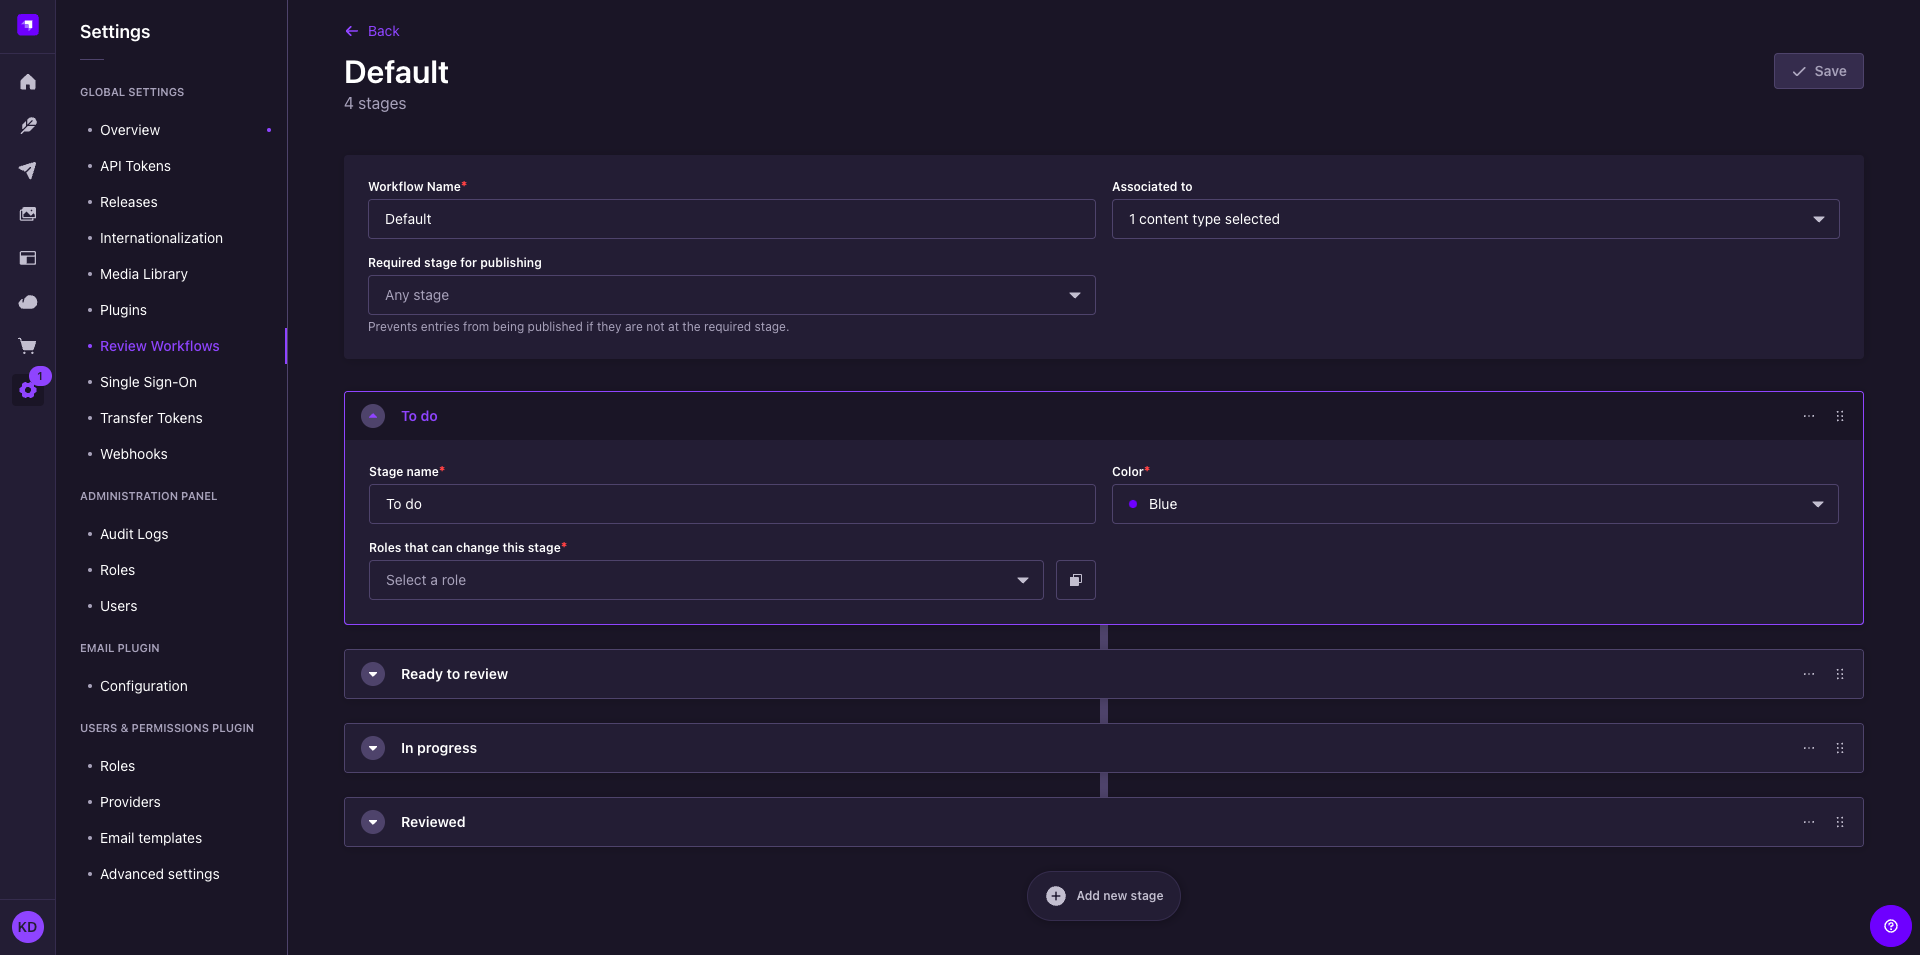 Settings
GLOBAL SETTINGS
Overview
API Tokens
Releases
Internationalization
Media Library
Plugins
Review Workflows
Single Sign-On
Transfer Tokens
Webhooks
ADMINISTRATION PANEL
Audit Logs
Roles
Users
EMAIL PLUGIN
Configuration
USERS & PERMISSIONS PLUGIN
Roles
Providers
Email templates
Advanced settings
1
KD
Back
Default
4 stages
Save
Workflow Name*
Default
Associated to
1 content type selected
Required stage for publishing
Any stage
Prevents entries from being published if they are not at the required stage.
To do
Stage name*
To do
Color*
Blue
Roles that can change this stage*
Select a role
Ready to review
In progress
Reviewed
Add new stage